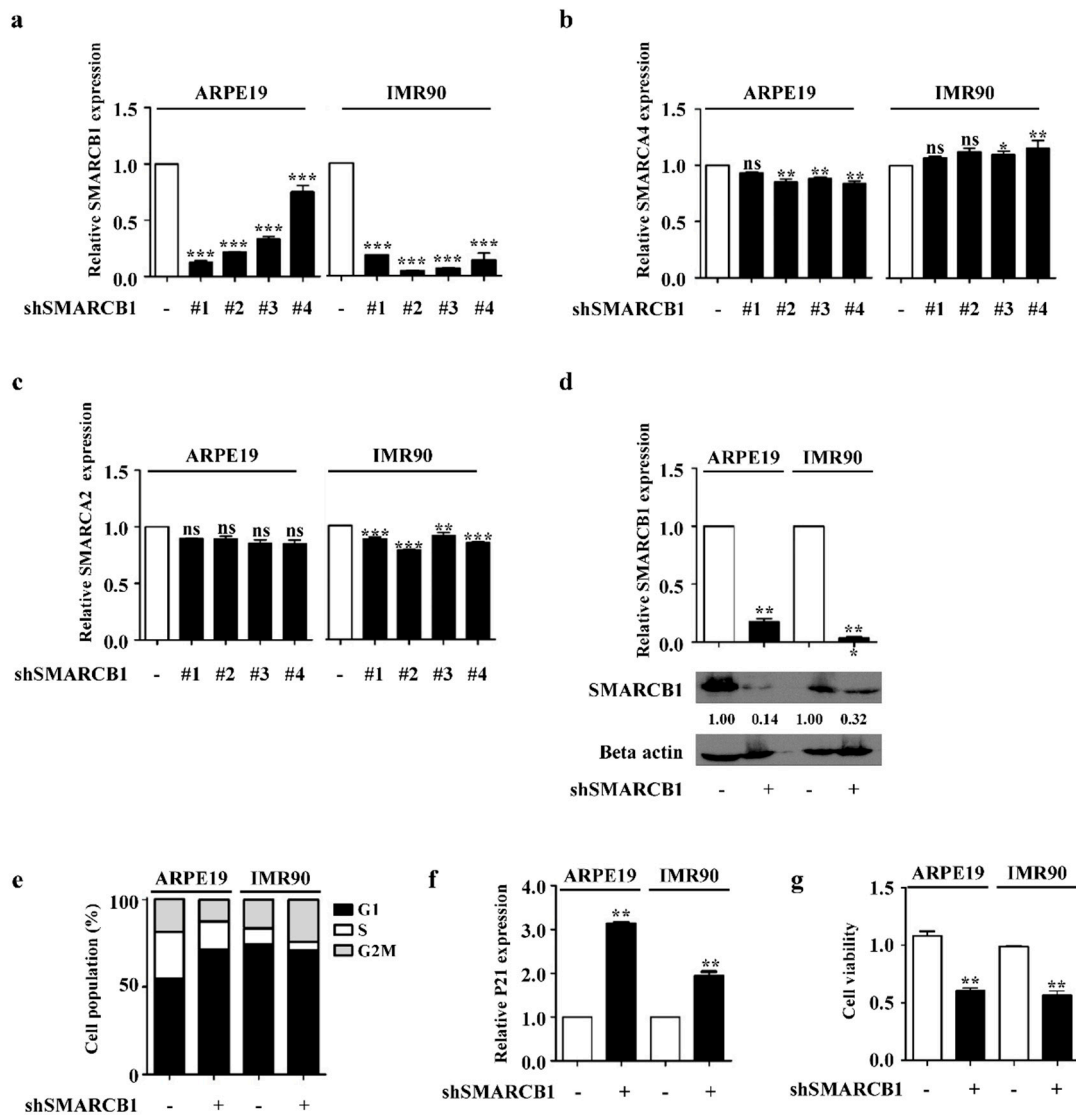 a
ARPE19 IMR90
Relative SMARCB1 expression
1.5
1.0
0.5
0.0
*** *** *** *** *** *** *** ***
shSMARCB1 - #1 #2 #3 #4 - #1 #2 #3 #4
b
ARPE19 IMR90
Relative SMARCA4 expression
1.5
1.0
0.5
0.0
ns ** ** ** ns ns * **
shSMARCB1 - #1 #2 #3 #4 - #1 #2 #3 #4
c
ARPE19 IMR90
Relative SMARCA2 expression
1.5
1.0
0.5
0.0
ns ns ns ns *** *** ** ***
shSMARCB1 - #1 #2 #3 #4 - #1 #2 #3 #4
d
ARPE19 IMR90
Relative SMARCB1 expression
1.5
1.0
0.5
0.0
** **
*
SMARCB1
1.00 0.14 1.00 0.32
Beta actin
shSMARCB1 - + - +
e
ARPE19 IMR90
Cell population (%)
100
50
0
G1
S
G2M
shSMARCB1 - + - +
f
ARPE19 IMR90
Relative P21 expression
4.0
3.0
2.0
1.0
0.0
** **
- + - +
g
ARPE19 IMR90
Cell viability
1.5
1.0
0.5
0.0
** **
shSMARCB1 - + - +